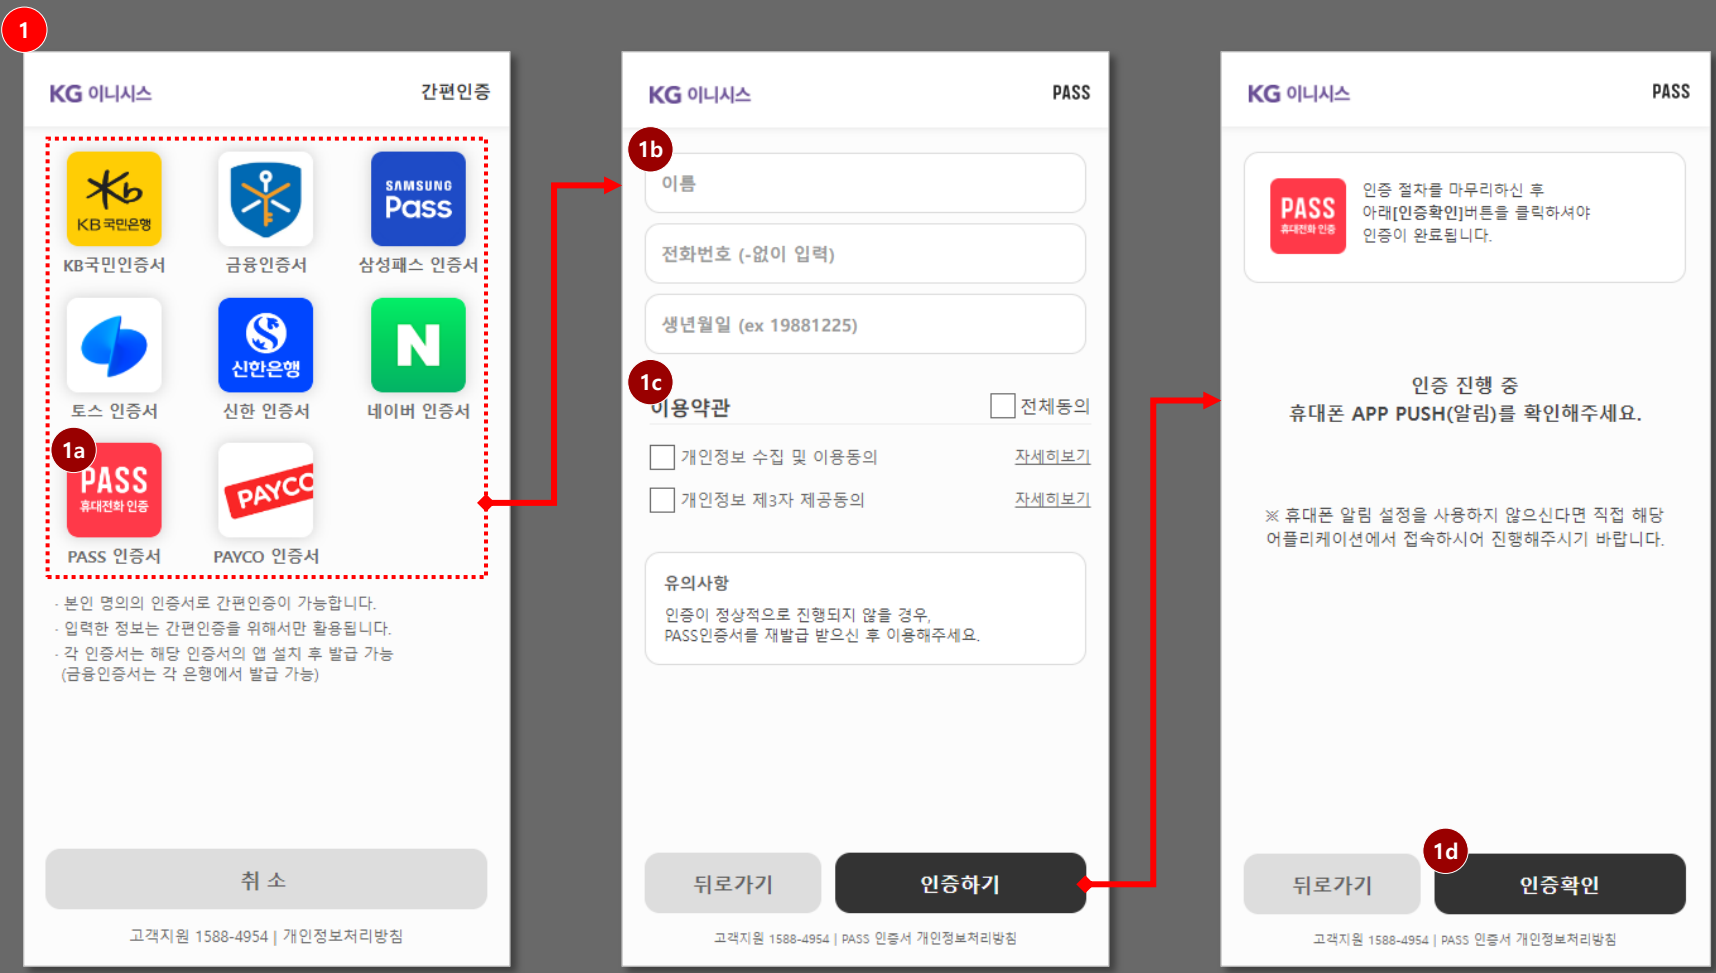 1
KG 이니시스
간편인증
KB국민은행
SAMSUNG
Pass
KB국민인증서
금융인증서
삼성패스 인증서
신한은행
N
토스 인증서
신한 인증서
네이버 인증서
1a
PASS
휴대전화 인증
PAYCO
PASS 인증서
PAYCO 인증서
· 본인 명의의 인증서로 간편인증이 가능합니다.
· 입력한 정보는 간편인증을 위해서만 활용됩니다.
· 각 인증서는 해당 인증서의 앱 설치 후 발급 가능
(금융인증서는 각 은행에서 발급 가능)
취 소
고객지원 1588-4954 | 개인정보처리방침
KG 이니시스
PASS
1b
이름
전화번호 (-없이 입력)
생년월일 (ex 19881225)
1c
이용약관
전체동의
개인정보 수집 및 이용동의
자세히보기
개인정보 제3자 제공동의
자세히보기
유의사항
인증이 정상적으로 진행되지 않을 경우,
PASS인증서를 재발급 받으신 후 이용해주세요.
뒤로가기
인증하기
고객지원 1588-4954 | PASS 인증서 개인정보처리방침
KG 이니시스
PASS
PASS
휴대전화 인증
인증 절차를 마무리하신 후
아래[인증확인]버튼을 클릭하셔야
인증이 완료됩니다.
인증 진행 중
휴대폰 APP PUSH(알림)를 확인해주세요.
※ 휴대폰 알림 설정을 사용하지 않으신다면 직접 해당
어플리케이션에서 접속하시어 진행해주시기 바랍니다.
1d
뒤로가기
인증확인
고객지원 1588-4954 | PASS 인증서 개인정보처리방침